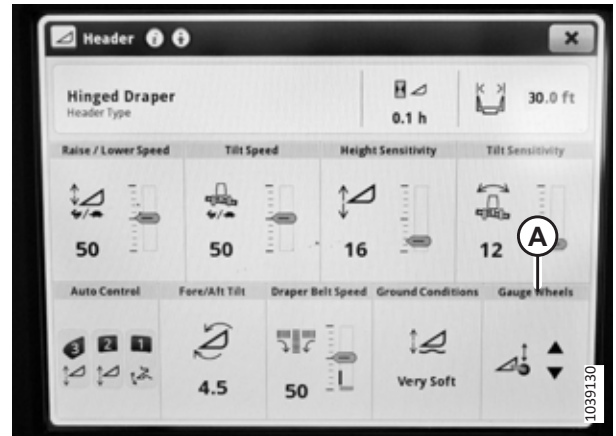 Header
Hinged Draper
Header Type
0.1 h
30.0 ft
Raise / Lower Speed
Tilt Speed
Height Sensitivity
Tilt Sensitivity
50
50
16
12
A
Auto Control
Fore/Aft Tilt
Draper Belt Speed
Ground Conditions
Gauge Wheels
3 2 1
4.5
50
Very Soft
1039130